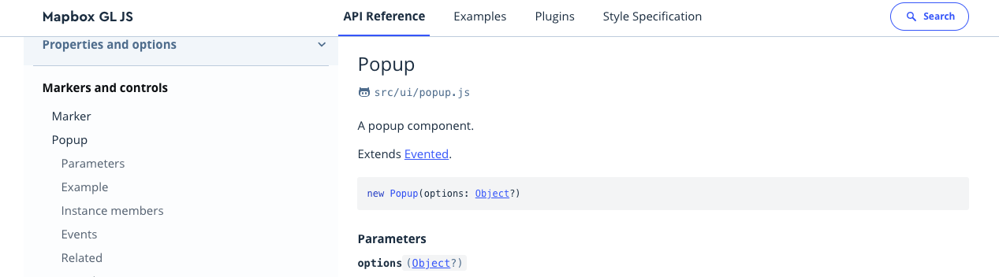 Mapbox GL JS
API Reference
Examples
Plugins
Style Specification
Search
Properties and options
Markers and controls
Marker
Popup
Parameters
Example
Instance members
Events
Related
Popup
src/ui/popup.js
A popup component.
Extends Evented.
new Popup(options: Object?)
Parameters
options (Object?)